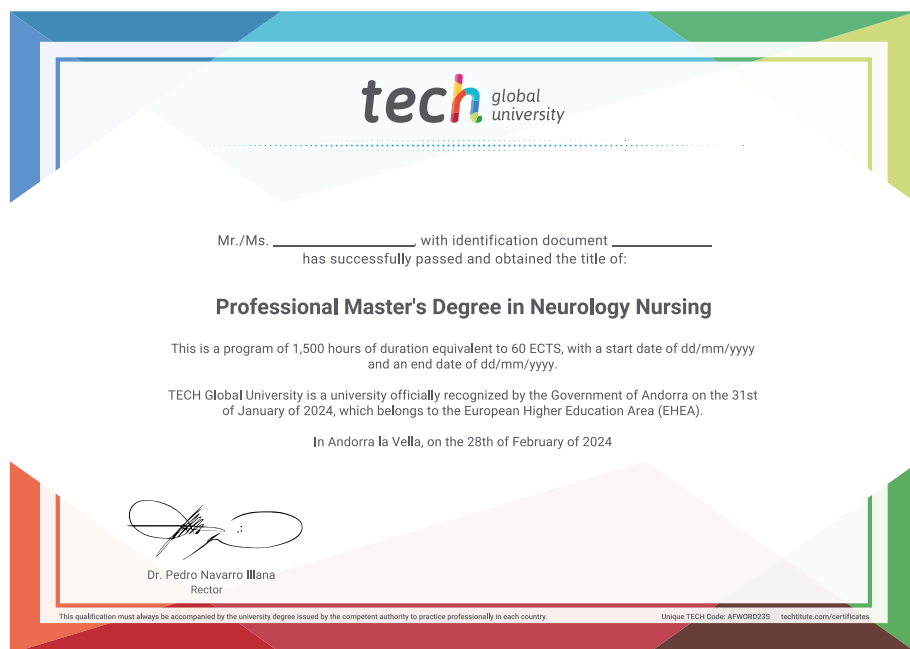 tech global university
Mr./Ms. ____________________, with identification document ______________
has successfully passed and obtained the title of:
Professional Master's Degree in Neurology Nursing
This is a program of 1,500 hours of duration equivalent to 60 ECTS, with a start date of dd/mm/yyyy
and an end date of dd/mm/yyyy.
TECH Global University is a university officially recognized by the Government of Andorra on the 31st
of January of 2024, which belongs to the European Higher Education Area (EHEA).
In Andorra la Vella, on the 28th of February of 2024
Dr. Pedro Navarro Illana
Rector
This qualification must always be accompanied by the university degree issued by the competent authority to practice professionally in each country. Unique TECH Code: AFWORD23S techtitute.com/certificates